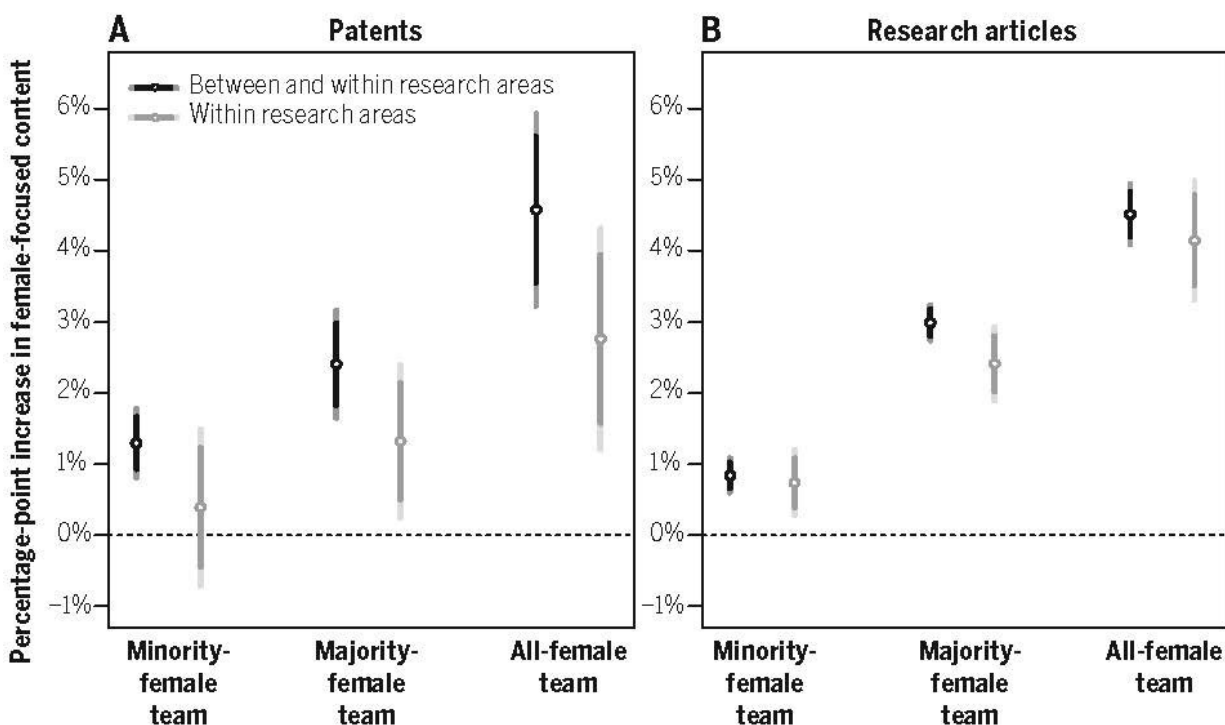 A
Patents
B
Research articles
Percentage-point increase in female-focused content
Between and within research areas
Within research areas
6%
5%
4%
3%
2%
1%
0%
–1%
6%
5%
4%
3%
2%
1%
0%
–1%
Minority-
female
team
Majority-
female
team
All-female
team
Minority-
female
team
Majority-
female
team
All-female
team